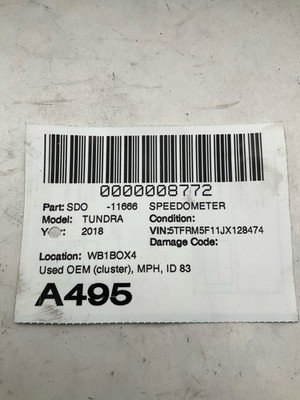 0000008772
Part: SDO -11666 SPEEDOMETER
Model: TUNDRA
Year: 2018 VIN:5TFRM5F11JX128474
Damage Code:
Location: WB1BOX4
Used OEM (cluster), MPH, ID 83
A495